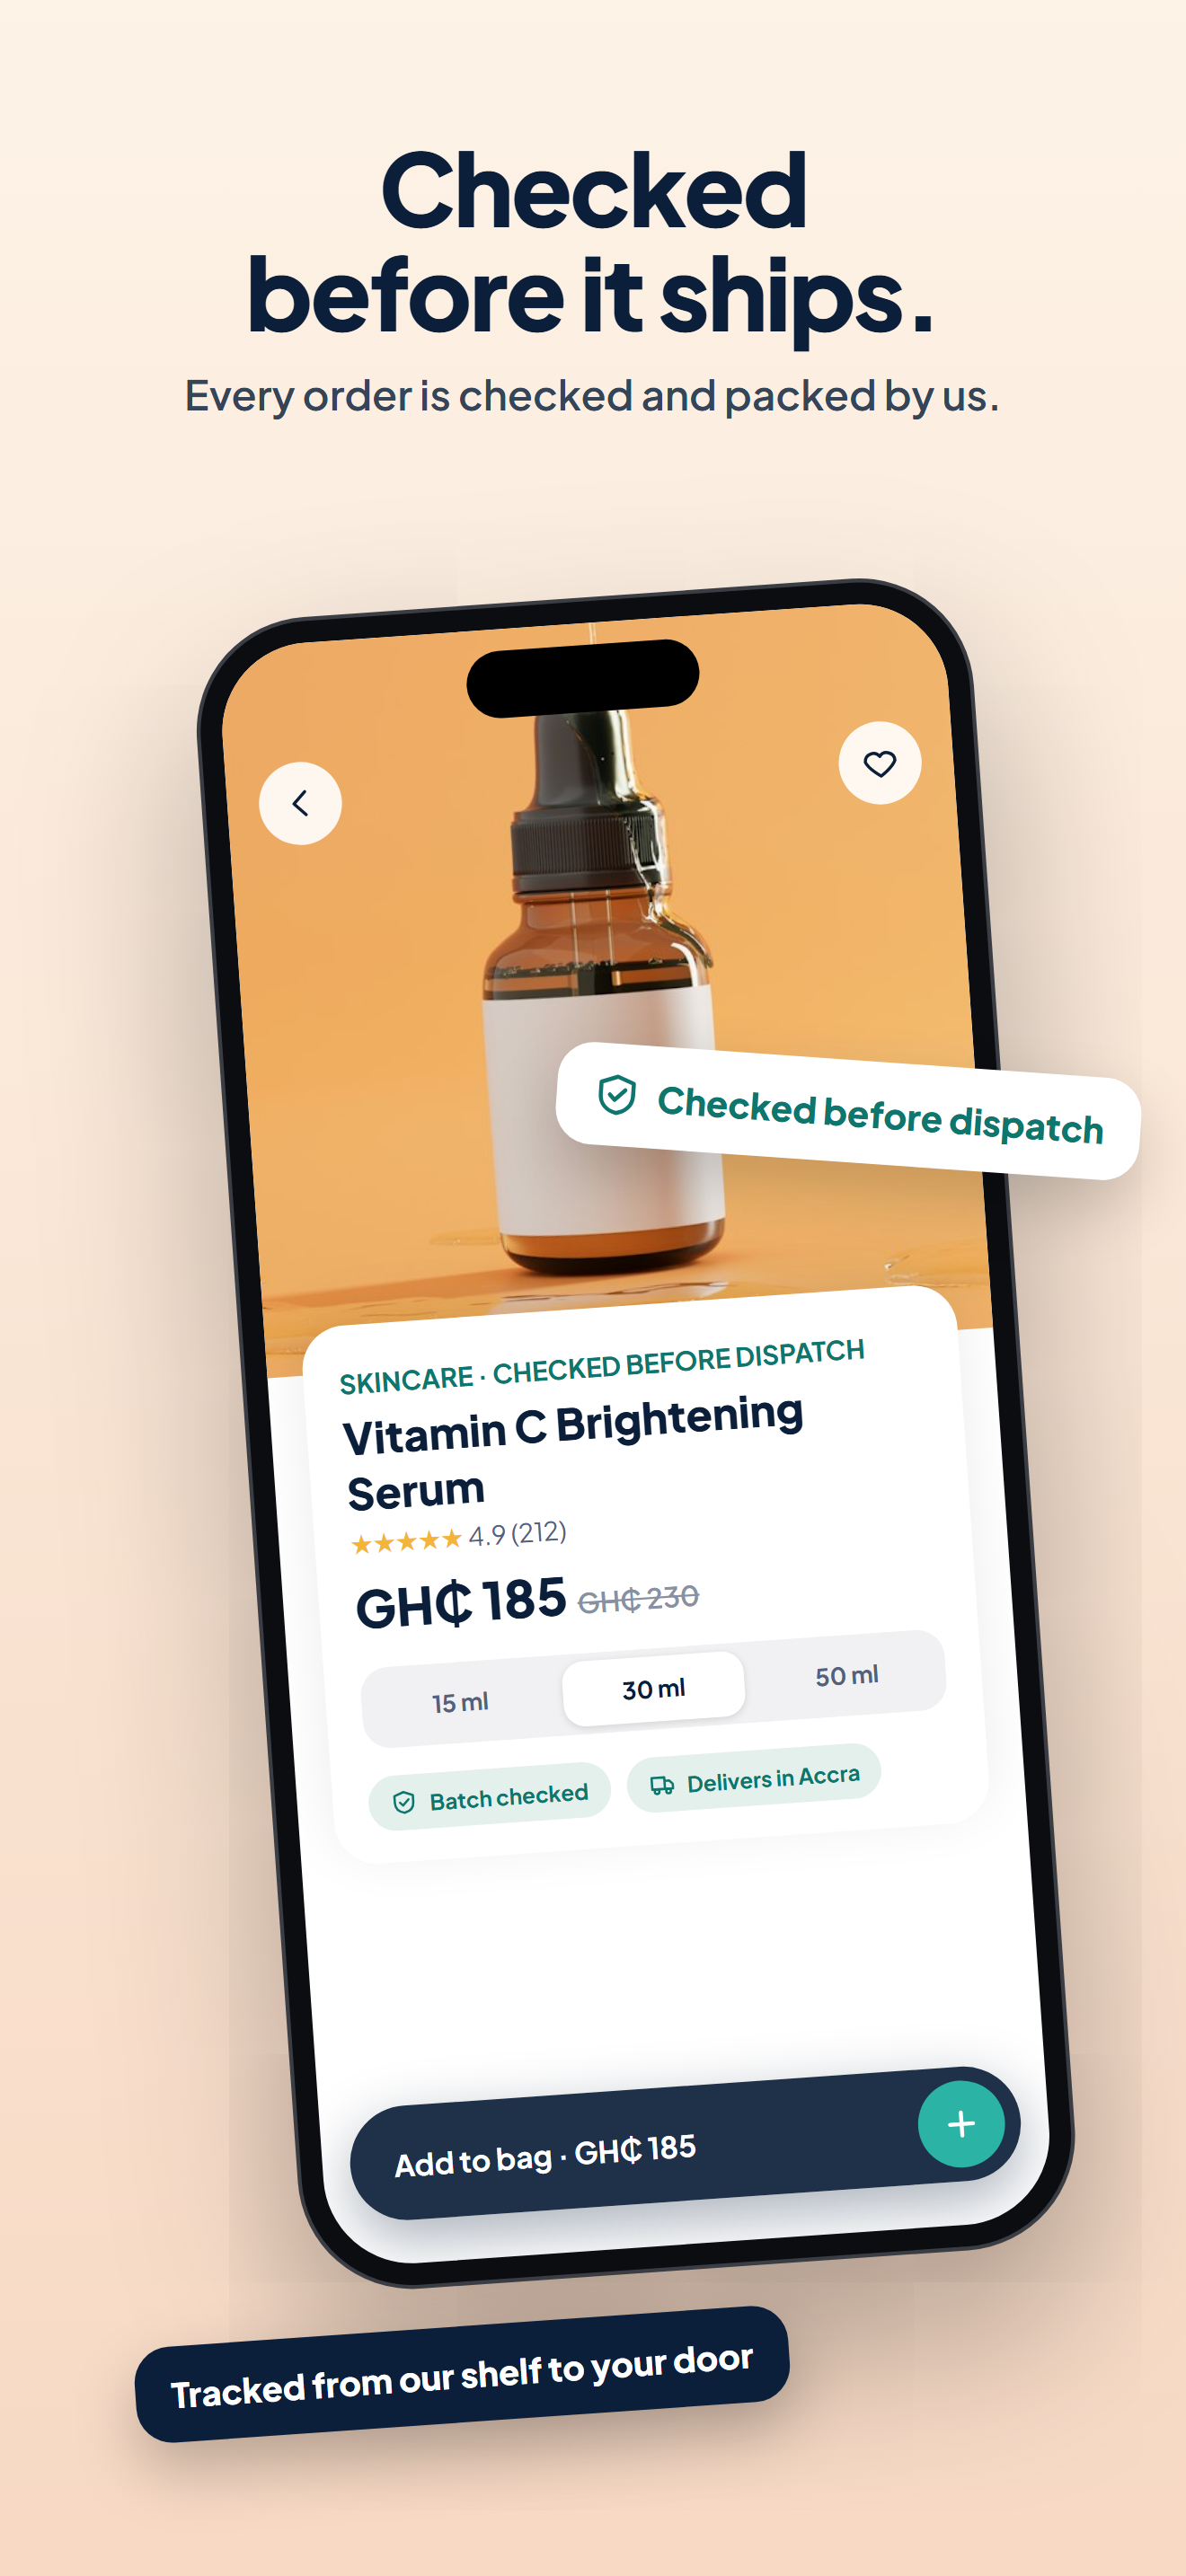 Checked
before it ships.
Every order is checked and packed by us.
Checked before dispatch
SKINCARE · CHECKED BEFORE DISPATCH
Vitamin C Brightening
Serum
★★★★★ 4.9 (212)
GH₵ 185 GH₵ 230
15 ml 30 ml 50 ml
Batch checked Delivers in Accra
Add to bag · GH₵ 185
Tracked from our shelf to your door